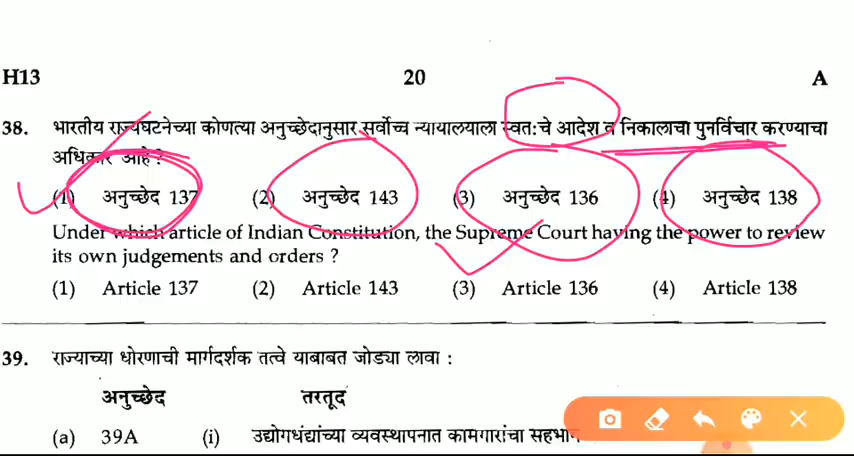 H13 20 A
38. भारतीय राज्यघटनेच्या कोणत्या अनुच्छेदानुसार सर्वोच्च न्यायालयाला स्वत:चे आदेश व निकालाचा पुनर्विचार करण्याचा
अधिकार आहे ?
(1) अनुच्छेद 137 (2) अनुच्छेद 143 (3) अनुच्छेद 136 (4) अनुच्छेद 138
Under which article of Indian Constitution, the Supreme Court having the power to review
its own judgements and orders ?
(1) Article 137 (2) Article 143 (3) Article 136 (4) Article 138
39. राज्याच्या धोरणाची मार्गदर्शक तत्वे याबाबत जोड्या लावा :
अनुच्छेद तरतूद
(a) 39A (i) उद्योगधंद्यांच्या व्यवस्थापनात कामगारांचा सहभाग